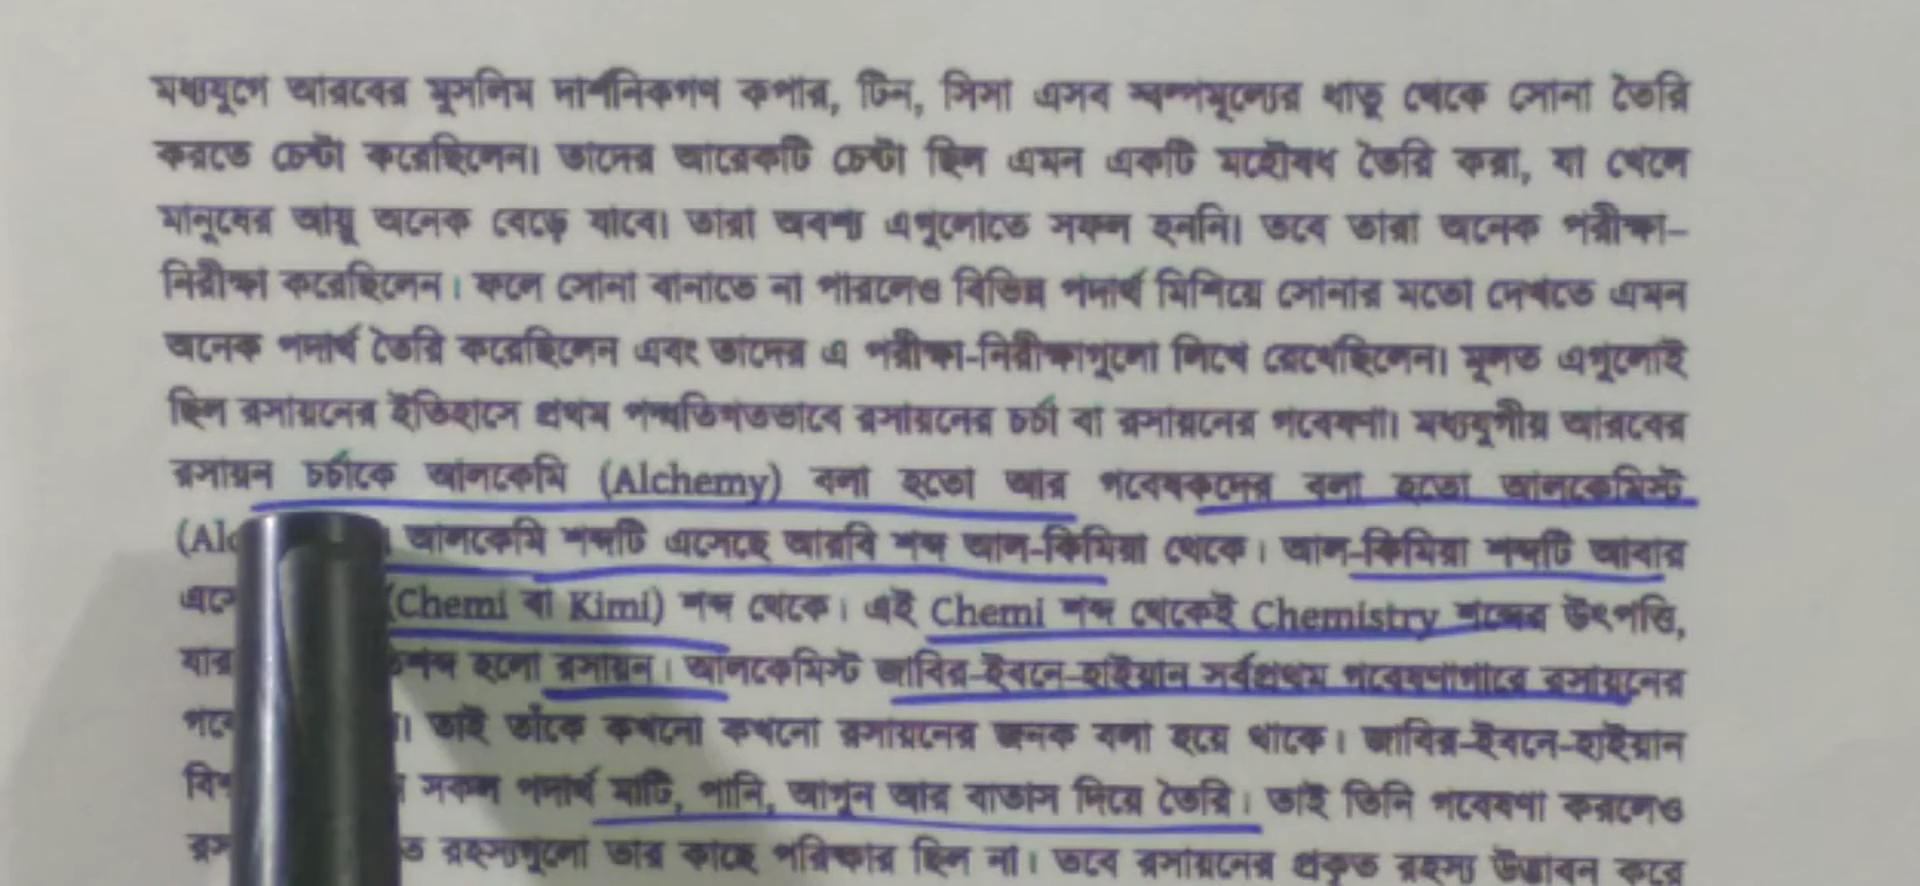 মধ্যযুগে আরবের মুসলিম দার্শনিকগণ কপার, টিন, সিসা এসব স্বল্পমূল্যের ধাতু থেকে সোনা তৈরি
করতে চেষ্টা করেছিলেন। তাদের আরেকটি চেষ্টা ছিল এমন একটি মহৌষধ তৈরি করা, যা খেলে
মানুষের আয়ু অনেক বেড়ে যাবে। তারা অবশ্য এগুলোতে সফল হননি। তবে তারা অনেক পরীক্ষা-
নিরীক্ষা করেছিলেন। ফলে সোনা বানাতে না পারলেও বিভিন্ন পদার্থ মিশিয়ে সোনার মতো দেখতে এমন
অনেক পদার্থ তৈরি করেছিলেন এবং তাদের এ পরীক্ষা-নিরীক্ষাগুলো লিখে রেখেছিলেন। মূলত এগুলোই
ছিল রসায়নের ইতিহাসে প্রথম পদ্ধতিগতভাবে রসায়নের চর্চা বা রসায়নের গবেষণা। মধ্যযুগীয় আরবের
রসায়ন চর্চাকে আলকেমি (Alchemy) বলা হতো আর গবেষকদের বলা হতো আলকেমিস্ট
আলকেমি শব্দটি এসেছে আরবি শব্দ আল-কিমিয়া থেকে। আল-কিমিয়া শব্দটি আবার
(Chemi বা Kimi) শব্দ থেকে। এই Chemi শব্দ থেকেই Chemistry শব্দের উৎপত্তি,
হলো রসায়ন। আলকেমিস্ট জাবির-ইবনে-হাইয়ান সর্বপ্রথম গবেষণাগারে রসায়নের
তাই তাঁকে কখনো কখনো রসায়নের জনক বলা হয়ে থাকে। জাবির-ইবনে-হাইয়ান
সকল পদার্থ মাটি, পানি, আগুন আর বাতাস দিয়ে তৈরি। তাই তিনি গবেষণা করলেও
রহস্যগুলো তার কাছে পরিষ্কার ছিল না। তবে রসায়নের প্রকৃত রহস্য উদ্ভাবন করে